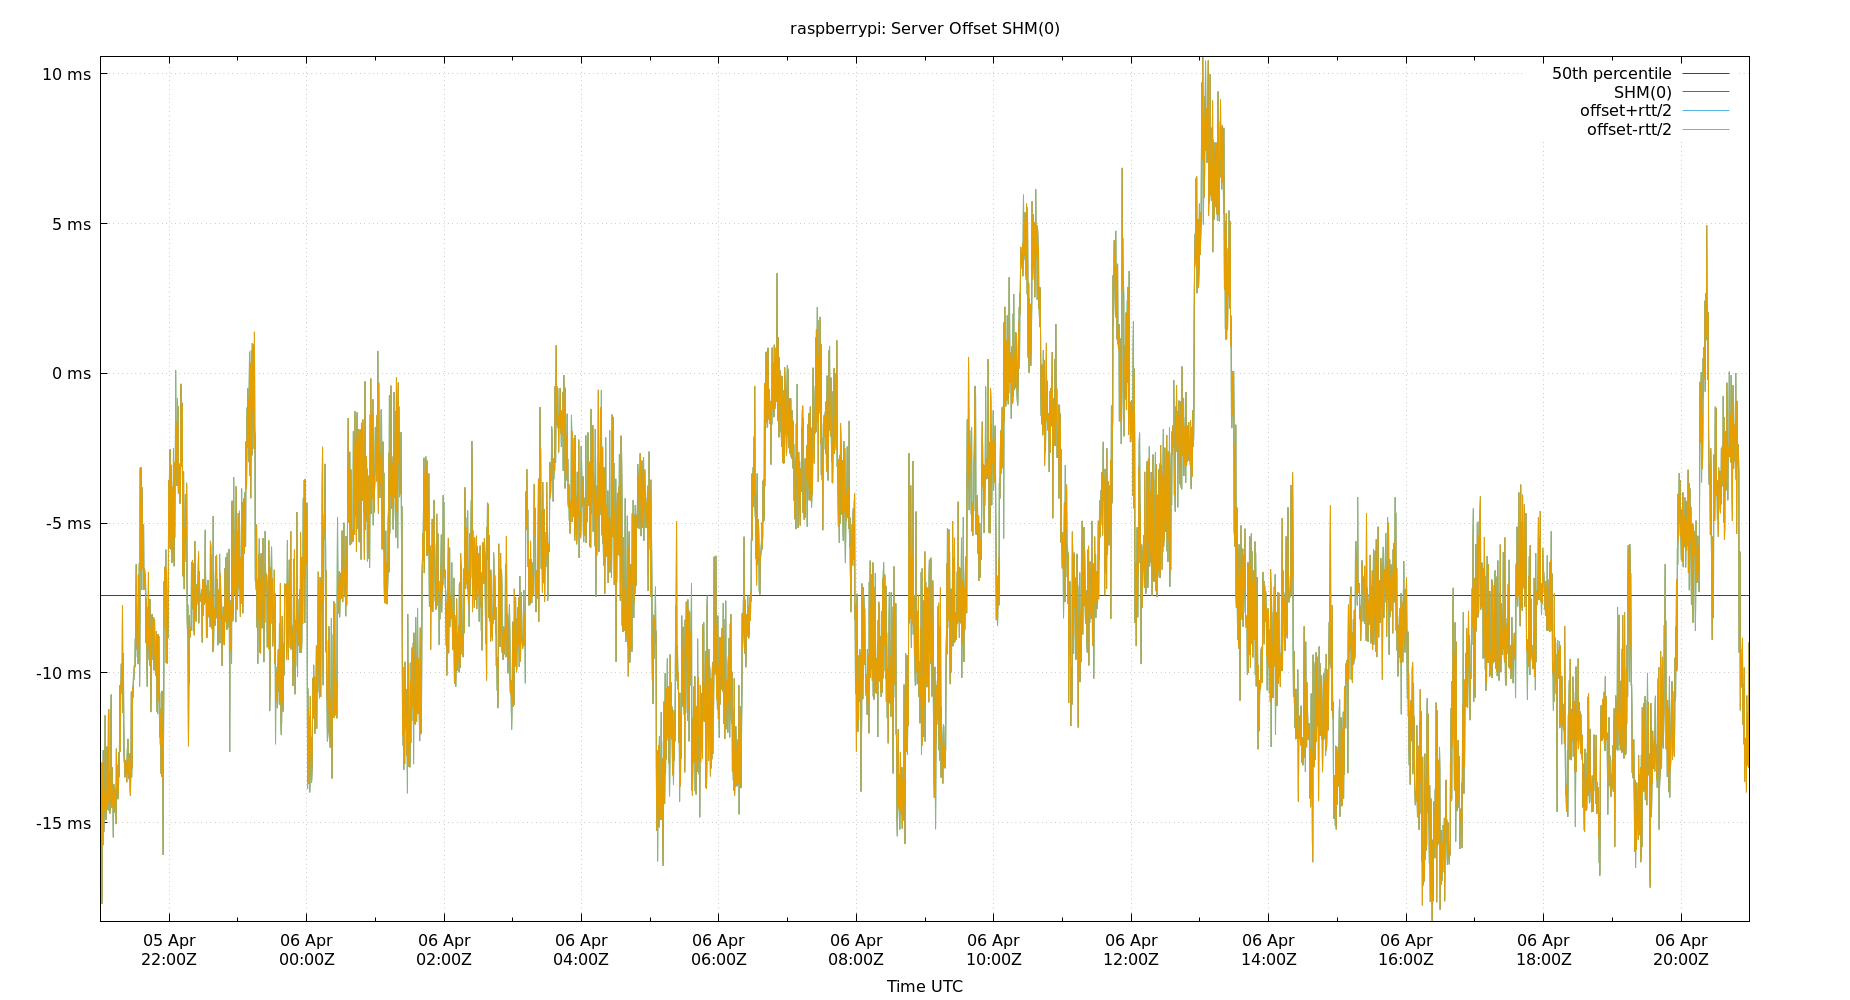 raspberrypi: Server Offset SHM(0)
50th percentile
SHM(0)
offset+rtt/2
offset-rtt/2
10 ms
5 ms
0 ms
-5 ms
-10 ms
-15 ms
05 Apr 06 Apr 06 Apr 06 Apr 06 Apr 06 Apr 06 Apr 06 Apr 06 Apr 06 Apr 06 Apr 06 Apr
22:00Z 00:00Z 02:00Z 04:00Z 06:00Z 08:00Z 10:00Z 12:00Z 14:00Z 16:00Z 18:00Z 20:00Z
Time UTC